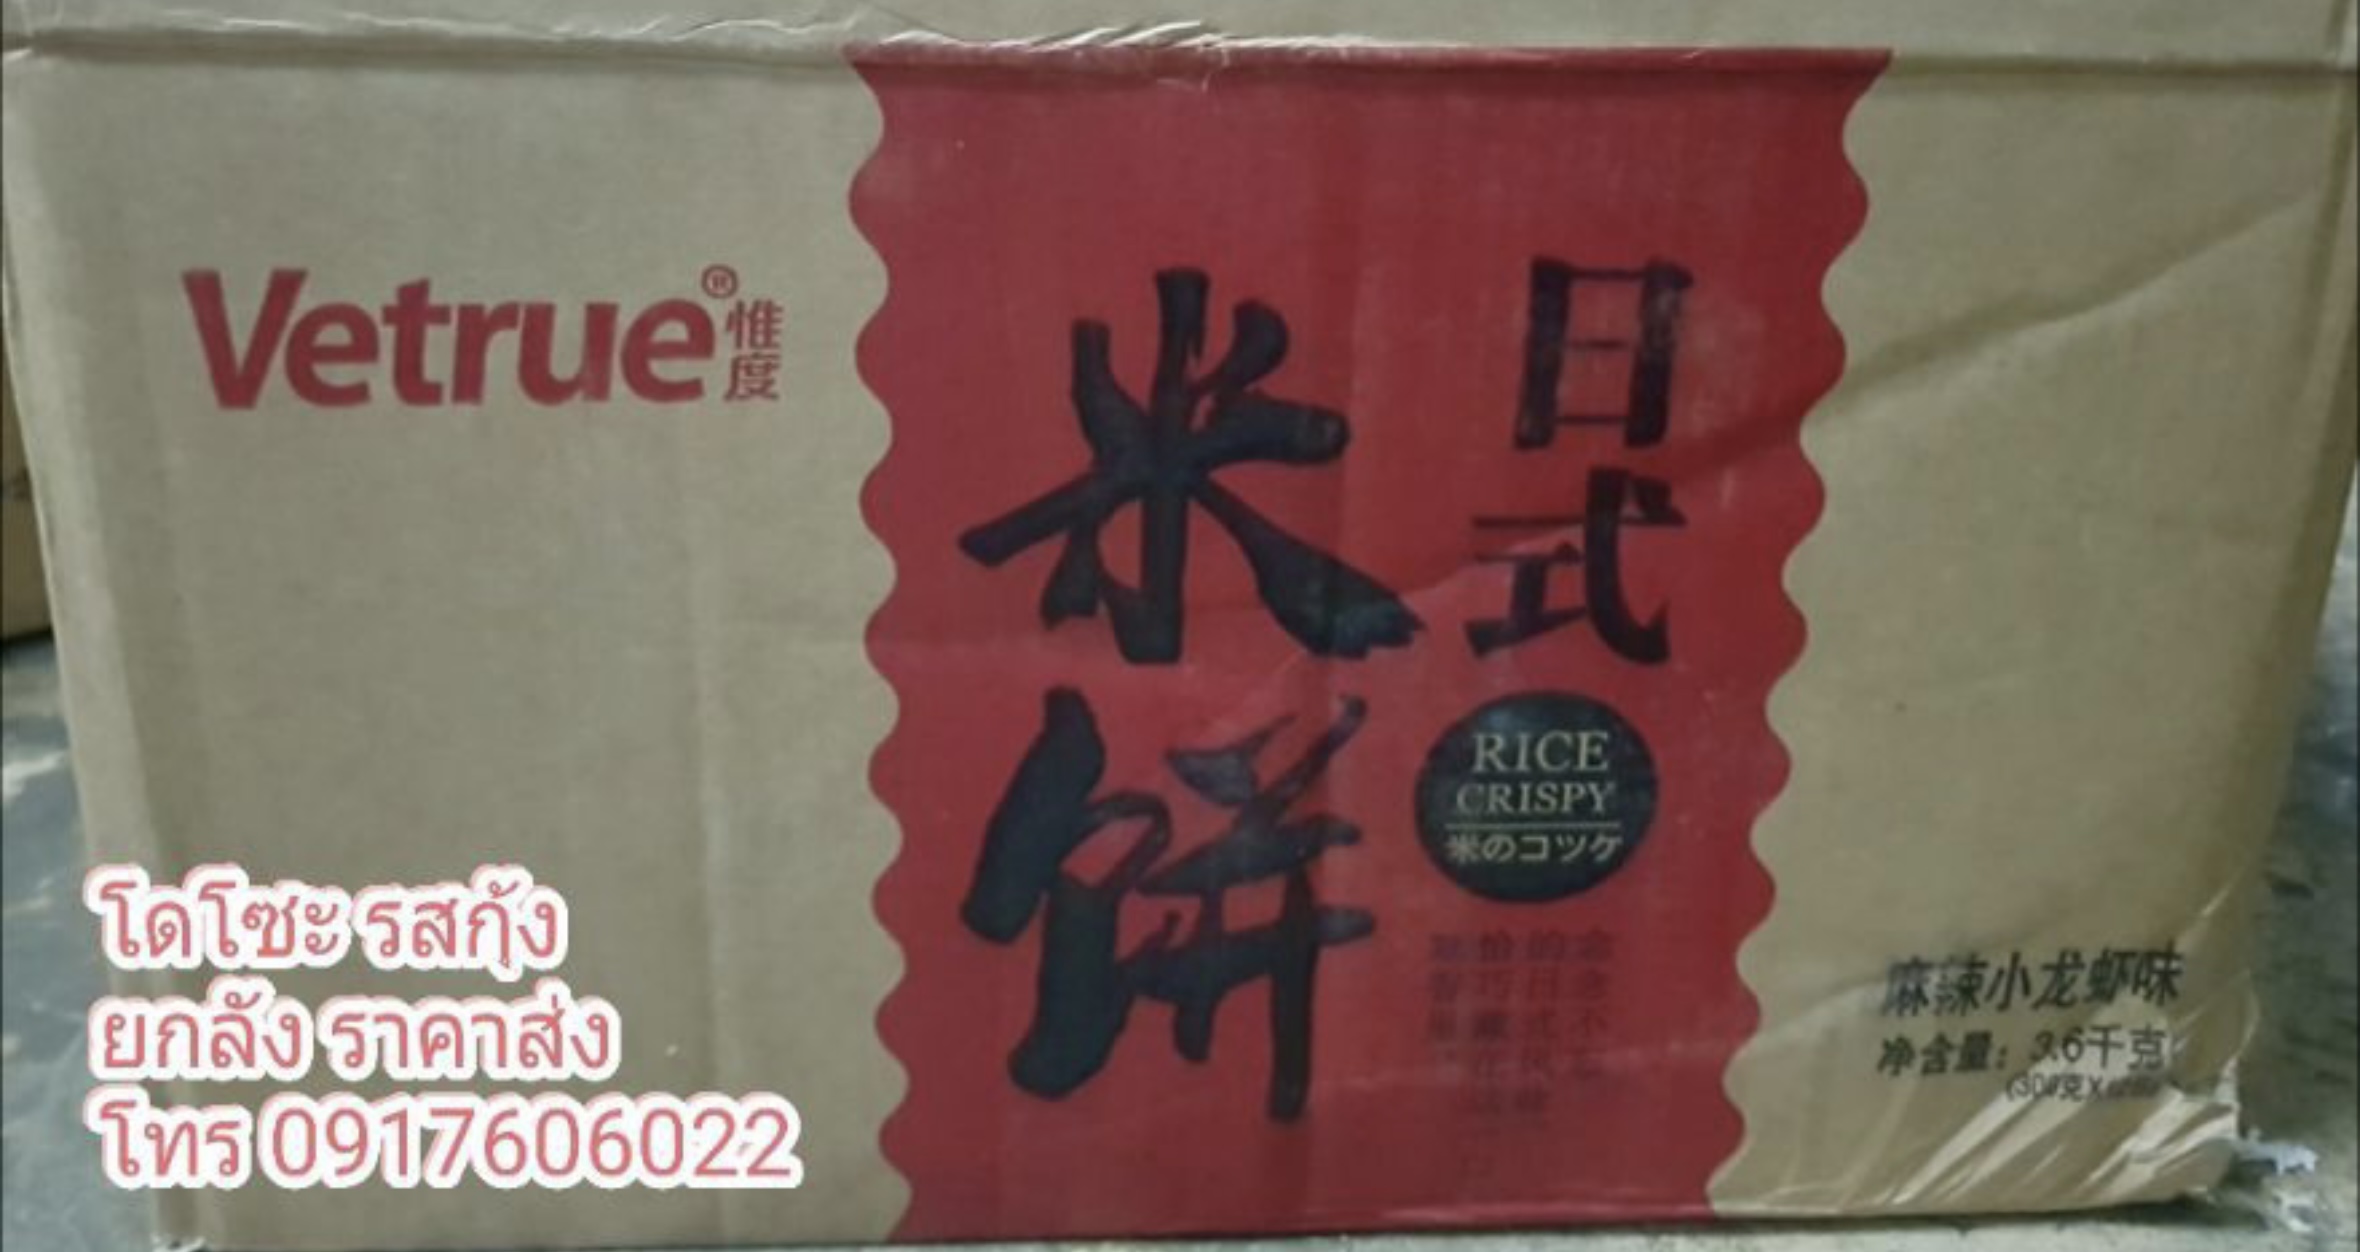 Vetrue®
惟度
日式
米饼
RICE
CRISPY
米のコツケ
麻辣小龙虾味
净含量：3.6千克
โดโซะ รสกุ้ง
ยกลัง ราคาส่ง
โทร 0917606022